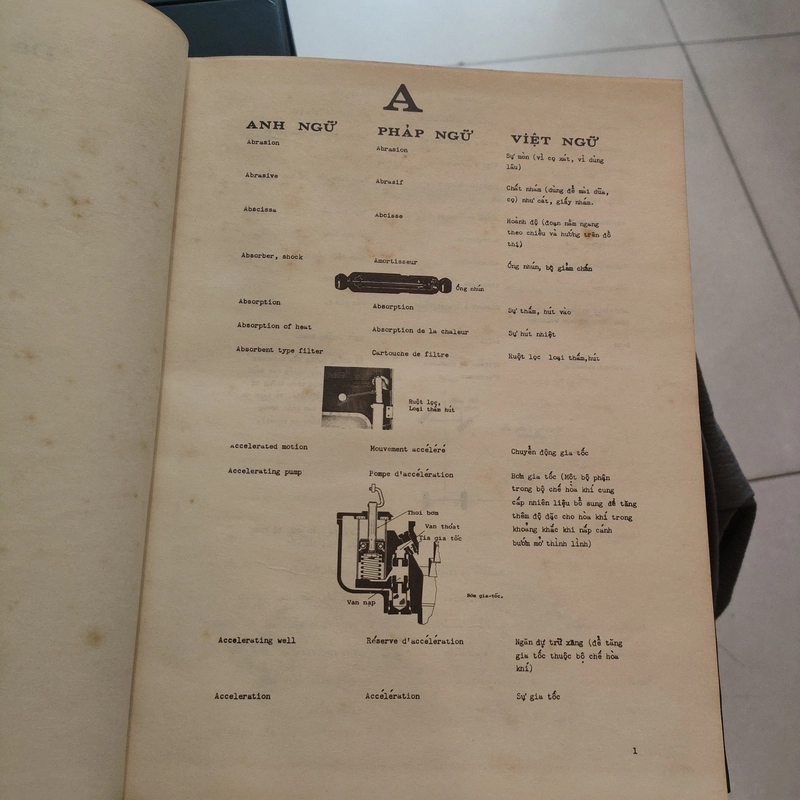 A
ANH NGỮ PHÁP NGỮ VIỆT NGỮ
Abrasion Abrasion Sự mòn (vì cọ xát, vì dùng
lâu)
Abrasive Abrasif Chất nhám (dùng để mài dũa,
cọ) như cát, giấy nhám.
Abscissa Abcisse Hoành độ (đoạn nằm ngang
theo chiều và hướng trên đồ
thị)
Absorber, shock Amortisseur Ống nhún, bộ giảm chấn
Ống nhún
Absorption Absorption Sự thấm, hút vào
Absorption of heat Absorption de la chaleur Sự hút nhiệt
Absorbent type filter Cartouche de filtre Ruột lọc loại thấm,hút
Ruột lọc,
Loại thấm hút
Accelerated motion Mouvement accéléré Chuyển động gia tốc
Accelerating pump Pompe d'accélération Bơm gia tốc (Một bộ phận
trong bộ chế hòa khí cung
cấp nhiên liệu bổ sung để tăng
thêm độ đặc cho hòa khí trong
khoảng khắc khi nắp cánh
bướm mở thình lình)
Thoi bơm
Van thoát
Tia gia tốc
Van nạp
Bơm gia-tốc.
Accelerating well Réserve d'accélération Ngăn dự trữ xăng (để tăng
gia tốc thuộc bộ chế hòa
khí)
Acceleration Accélération Sự gia tốc
1